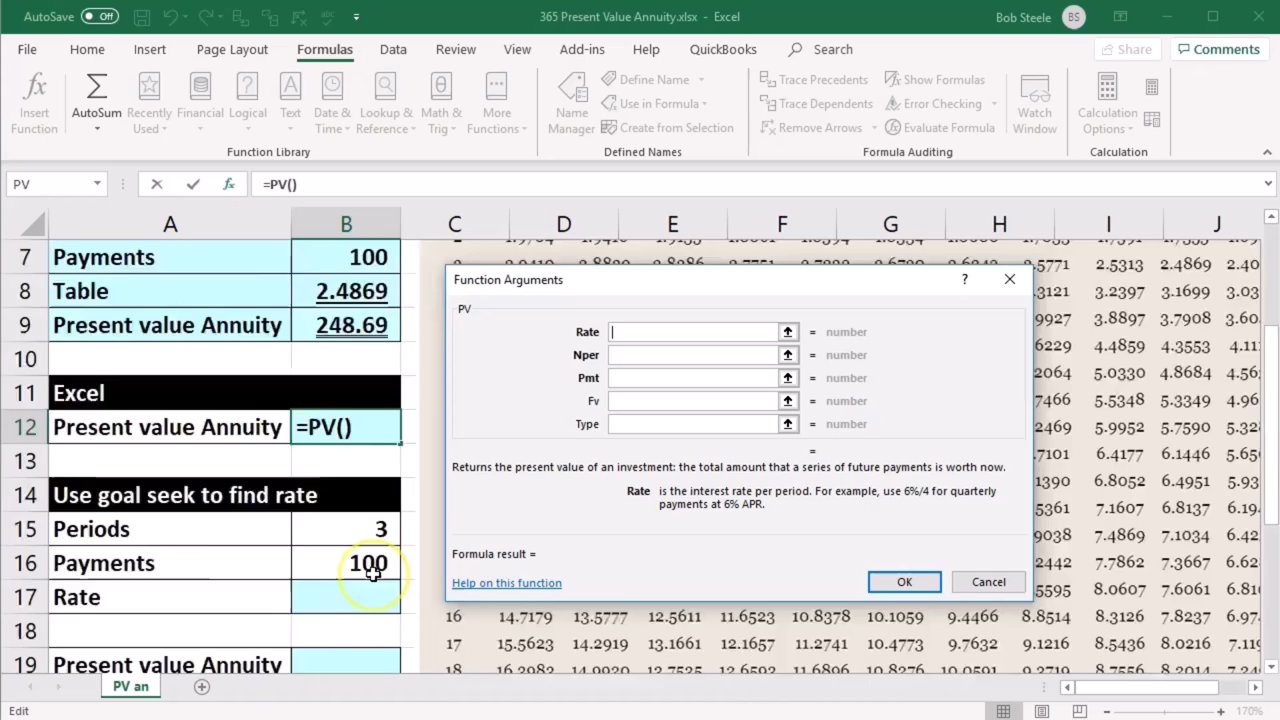 AutoSave Off 365 Present Value Annuity.xlsx - Excel Bob Steele BS
File Home Insert Page Layout Formulas Data Review View Add-ins Help QuickBooks Search Share Comments
fx Insert Function
Σ AutoSum
Recently Used
Financial
Logical
Text
Date & Time
Lookup & Reference
Math & Trig
More Functions
Function Library
Name Manager
Define Name
Use in Formula
Create from Selection
Defined Names
Trace Precedents
Trace Dependents
Remove Arrows
Show Formulas
Error Checking
Evaluate Formula
Formula Auditing
Watch Window
Calculation Options
Calculation
PV fx =PV()
A B C D E F G H I J
7 Payments 100
8 Table 2.4869
9 Present value Annuity 248.69
10
11 Excel
12 Present value Annuity =PV()
13
14 Use goal seek to find rate
15 Periods 3
16 Payments 100
17 Rate
18
19 Present value Annuity
Function Arguments ?
PV
Rate = number
Nper = number
Pmt = number
Fv = number
Type = number
=
Returns the present value of an investment: the total amount that a series of future payments is worth now.
Rate is the interest rate per period. For example, use 6%/4 for quarterly
payments at 6% APR.
Formula result =
Help on this function
OK Cancel
2.5313 2.4869
3.2397 3.1699
3.8897 3.7908
4.4859 4.3553
5.0330 4.8684
5.5348 5.3349
5.9952 5.7590
6.4177 6.1446
6.8052 6.4951
7.1607 6.8137
7.4869 7.1034
7.7862 7.3667
8.0607 7.6061
16 14.7179 13.5777 12.5611 11.6523 10.8378 10.1059 9.4466 8.8514 8.3126 7.8237
17 15.5623 14.2919 13.1661 12.1657 11.2741 10.4773 9.7632 9.1216 8.5436 8.0216
18
PV an
Edit 170%